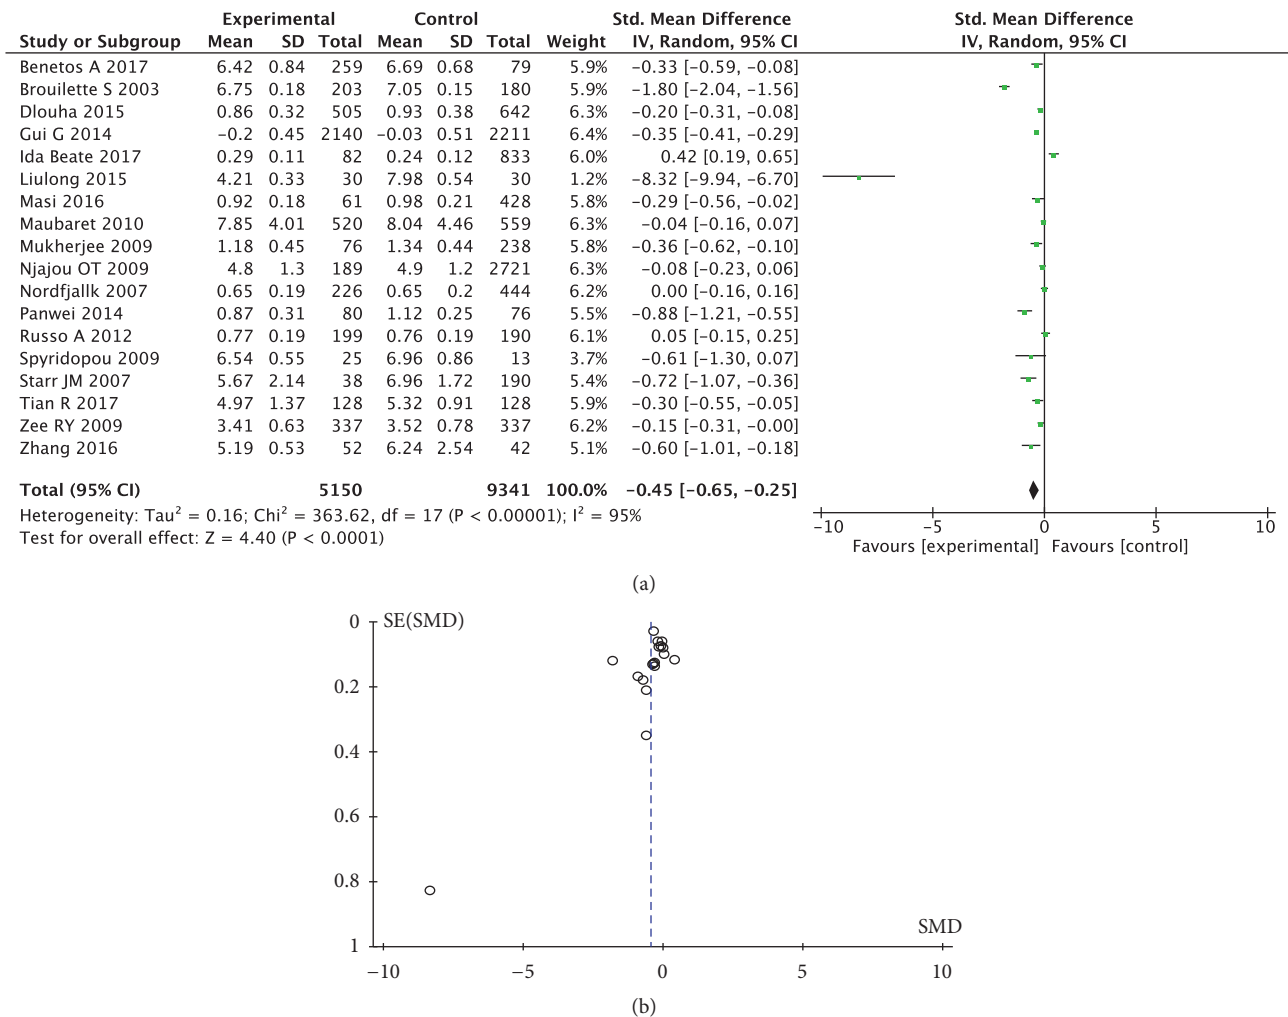 Experimental Control Std. Mean Difference Std. Mean Difference
Study or Subgroup Mean SD Total Mean SD Total Weight IV, Random, 95% CI IV, Random, 95% CI
Benetos A 2017 6.42 0.84 259 6.69 0.68 79 5.9% −0.33 [−0.59, −0.08]
Brouilette S 2003 6.75 0.18 203 7.05 0.15 180 5.9% −1.80 [−2.04, −1.56]
Dlouha 2015 0.86 0.32 505 0.93 0.38 642 6.3% −0.20 [−0.31, −0.08]
Gui G 2014 −0.2 0.45 2140 −0.03 0.51 2211 6.4% −0.35 [−0.41, −0.29]
Ida Beate 2017 0.29 0.11 82 0.24 0.12 833 6.0% 0.42 [0.19, 0.65]
Liulong 2015 4.21 0.33 30 7.98 0.54 30 1.2% −8.32 [−9.94, −6.70]
Masi 2016 0.92 0.18 61 0.98 0.21 428 5.8% −0.29 [−0.56, −0.02]
Maubaret 2010 7.85 4.01 520 8.04 4.46 559 6.3% −0.04 [−0.16, 0.07]
Mukherjee 2009 1.18 0.45 76 1.34 0.44 238 5.8% −0.36 [−0.62, −0.10]
Njajou OT 2009 4.8 1.3 189 4.9 1.2 2721 6.3% −0.08 [−0.23, 0.06]
Nordfjallk 2007 0.65 0.19 226 0.65 0.2 444 6.2% 0.00 [−0.16, 0.16]
Panwei 2014 0.87 0.31 80 1.12 0.25 76 5.5% −0.88 [−1.21, −0.55]
Russo A 2012 0.77 0.19 199 0.76 0.19 190 6.1% 0.05 [−0.15, 0.25]
Spyridopou 2009 6.54 0.55 25 6.96 0.86 13 3.7% −0.61 [−1.30, 0.07]
Starr JM 2007 5.67 2.14 38 6.96 1.72 190 5.4% −0.72 [−1.07, −0.36]
Tian R 2017 4.97 1.37 128 5.32 0.91 128 5.9% −0.30 [−0.55, −0.05]
Zee RY 2009 3.41 0.63 337 3.52 0.78 337 6.2% −0.15 [−0.31, −0.00]
Zhang 2016 5.19 0.53 52 6.24 2.54 42 5.1% −0.60 [−1.01, −0.18]
Total (95% CI) 5150 9341 100.0% −0.45 [−0.65, −0.25]
Heterogeneity: Tau² = 0.16; Chi² = 363.62, df = 17 (P < 0.00001); I² = 95%
Test for overall effect: Z = 4.40 (P < 0.0001)
−10 −5 0 5 10
Favours [experimental] Favours [control]
(a)
0 SE(SMD)
0.2
0.4
0.6
0.8
SMD
1
−10 −5 0 5 10
(b)